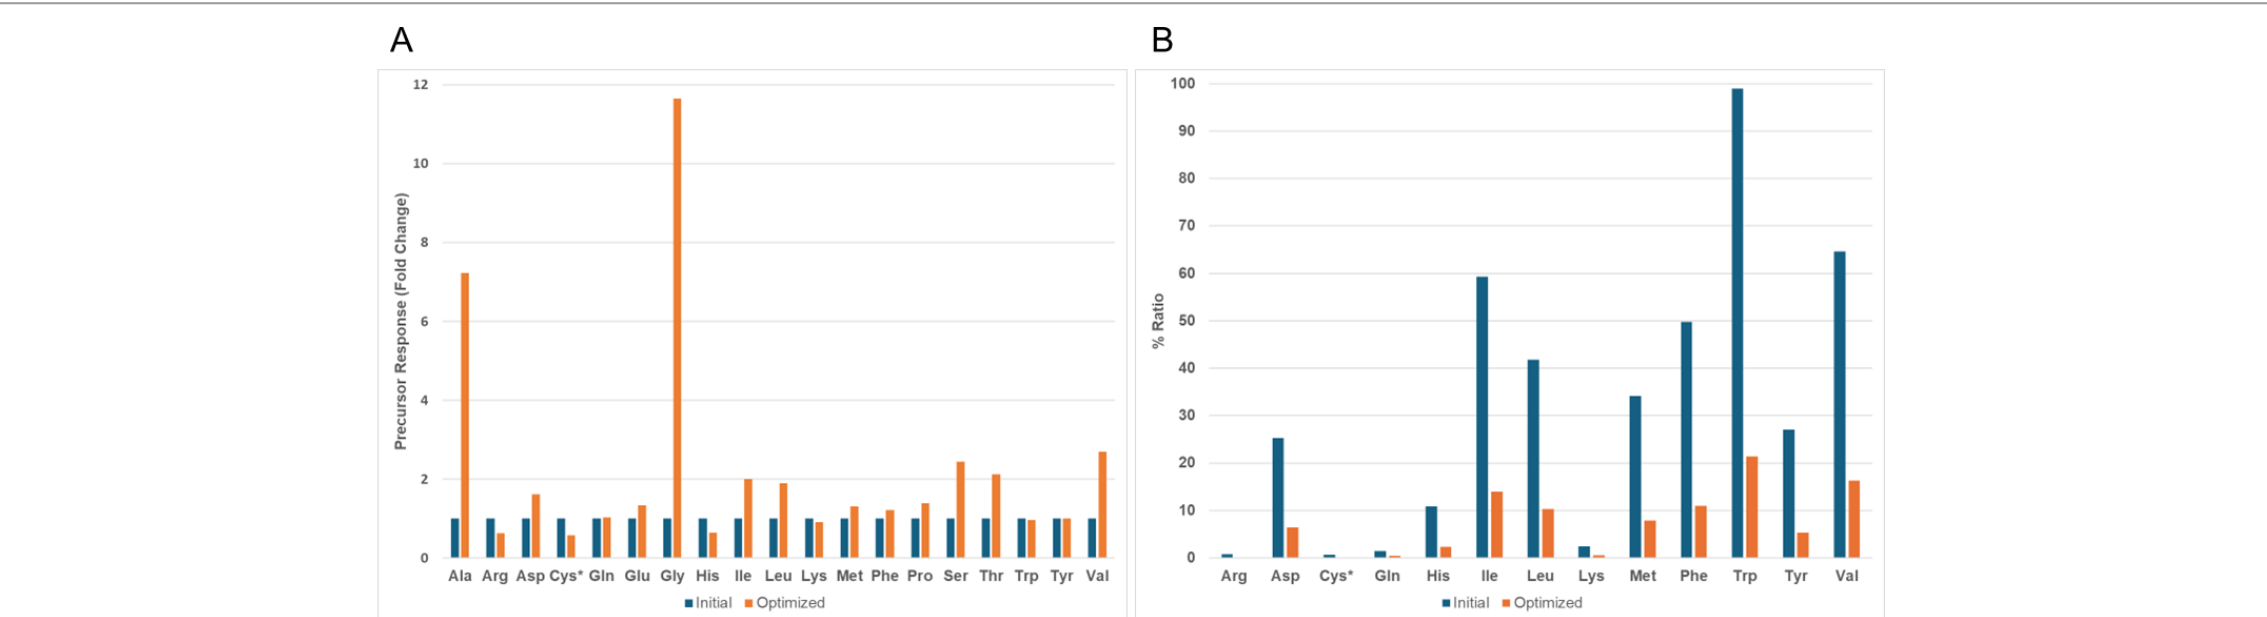 A
Precursor Response (Fold Change)
12
10
8
6
4
2
0
Ala Arg Asp Cys* Gln Glu Gly His Ile Leu Lys Met Phe Pro Ser Thr Trp Tyr Val
Initial Optimized
B
% Ratio
100
90
80
70
60
50
40
30
20
10
0
Arg Asp Cys* Gln His Ile Leu Lys Met Phe Trp Tyr Val
Initial Optimized